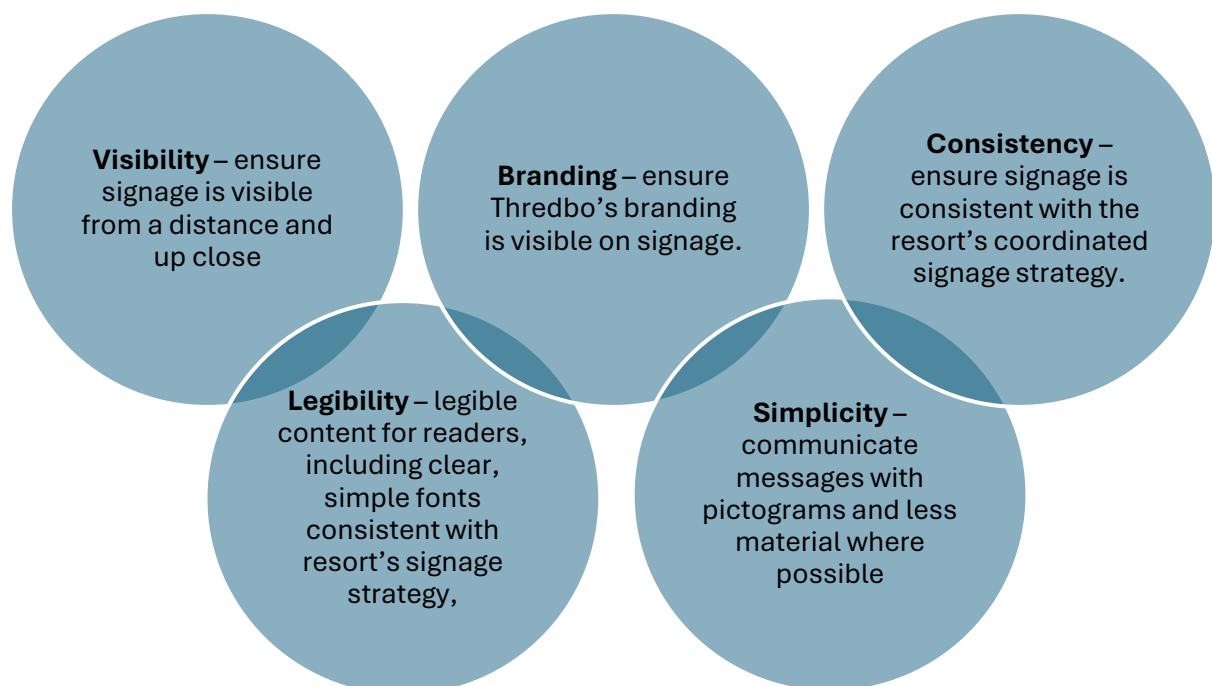 Visibility – ensure
signage is visible
from a distance and
up close
Branding – ensure
Thredbo’s branding
is visible on signage.
Consistency –
ensure signage is
consistent with the
resort’s coordinated
signage strategy.
Legibility – legible
content for readers,
including clear,
simple fonts
consistent with
resort’s signage
strategy,
Simplicity –
communicate
messages with
pictograms and less
material where
possible